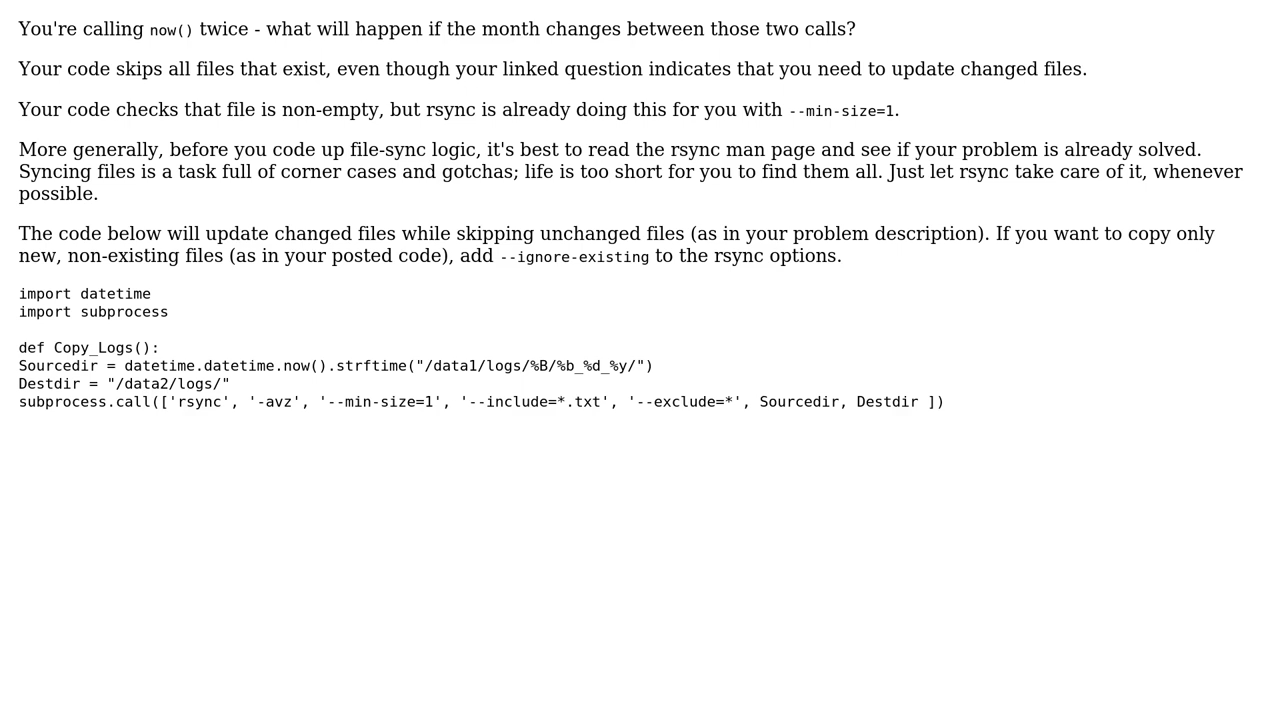 You're calling now() twice - what will happen if the month changes between those two calls?
Your code skips all files that exist, even though your linked question indicates that you need to update changed files.
Your code checks that file is non-empty, but rsync is already doing this for you with --min-size=1.
More generally, before you code up file-sync logic, it's best to read the rsync man page and see if your problem is already solved.
Syncing files is a task full of corner cases and gotchas; life is too short for you to find them all. Just let rsync take care of it, whenever
possible.
The code below will update changed files while skipping unchanged files (as in your problem description). If you want to copy only
new, non-existing files (as in your posted code), add --ignore-existing to the rsync options.
import datetime
import subprocess
def Copy_Logs():
Sourcedir = datetime.datetime.now().strftime("/data1/logs/%B/%b_%d_%y/")
Destdir = "/data2/logs/"
subprocess.call(['rsync', '-avz', '--min-size=1', '--include=*.txt', '--exclude=*', Sourcedir, Destdir ])